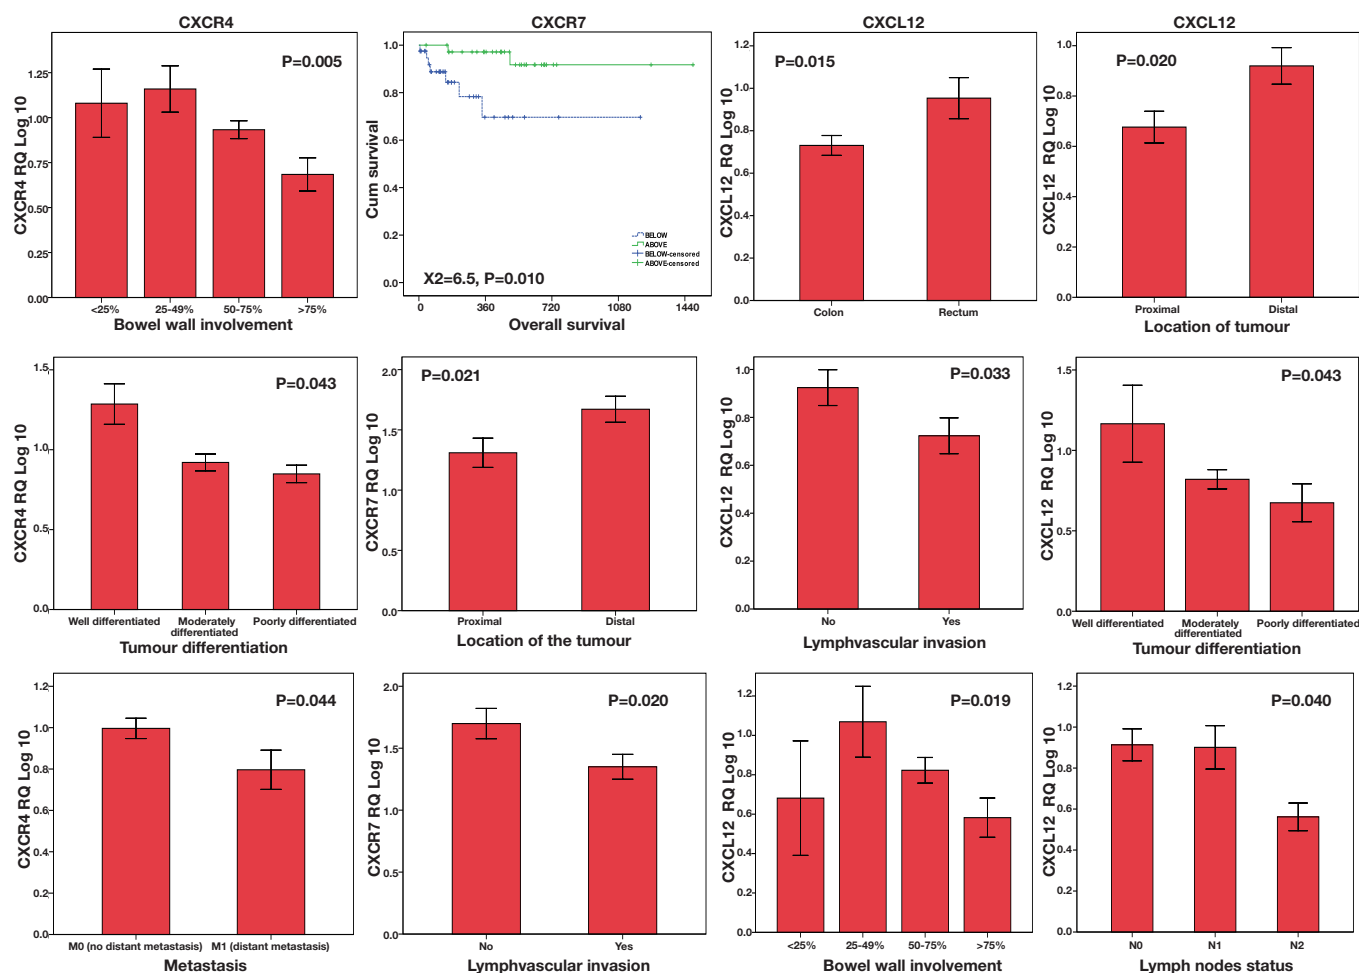 CXCR4
CXCR4 RQ Log 10
1.25
1.00
0.75
0.50
0.25
0.00
P=0.005
<25% 25-49% 50-75% >75%
Bowel wall involvement
CXCR7
Cum survival
1.0
0.8
0.6
0.4
0.2
0.0
BELOW
ABOVE
BELOW-censored
ABOVE-censored
X2=6.5, P=0.010
0 360 720 1080 1440
Overall survival
CXCL12
CXCL12 RQ Log 10
1.2
1.0
0.8
0.6
0.4
0.2
0.0
P=0.015
Colon Rectum
CXCL12
CXCL12 RQ Log 10
1.0
0.8
0.6
0.4
0.2
0.0
P=0.020
Proximal Distal
Location of tumour
CXCR4 RQ Log 10
1.5
1.0
0.5
0.0
P=0.043
Well differentiated Moderately differentiated Poorly differentiated
Tumour differentiation
CXCR7 RQ Log 10
2.0
1.5
1.0
1.0
0.0
P=0.021
Proximal Distal
Location of the tumour
CXCL12 RQ Log 10
1.0
0.8
0.6
0.4
0.2
0.0
P=0.033
No Yes
Lymphvascular invasion
CXCL12 RQ Log 10
1.5
1.0
0.5
0.0
P=0.043
Well differentiated Moderately differentiated Poorly differentiated
Tumour differentiation
CXCR4 RQ Log 10
1.2
1.0
0.8
0.6
0.4
0.2
0.0
P=0.044
M0 (no distant metastasis) M1 (distant metastasis)
Metastasis
CXCR7 RQ Log 10
2.0
1.5
1.0
1.5
0.0
P=0.020
No Yes
Lymphvascular invasion
CXCL12 RQ Log 10
1.2
1.0
0.8
0.6
0.4
0.2
0.0
P=0.019
<25% 25-49% 50-75% >75%
Bowel wall involvement
CXCL12 RQ Log 10
1.2
1.0
0.8
0.6
0.4
0.2
0.0
P=0.040
N0 N1 N2
Lymph nodes status